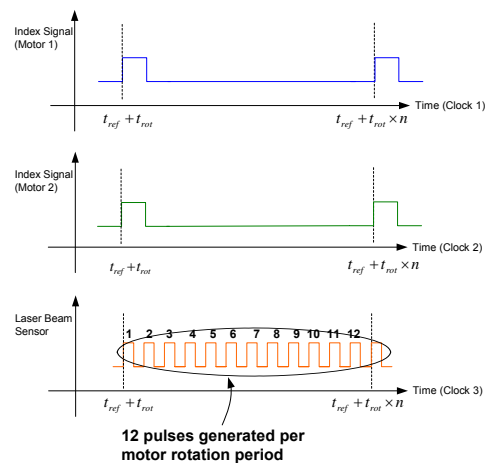 Index Signal
(Motor 1)
Time (Clock 1)
t_ref + t_rot
t_ref + t_rot × n
Index Signal
(Motor 2)
Time (Clock 2)
t_ref + t_rot
t_ref + t_rot × n
Laser Beam
Sensor
1 2 3 4 5 6 7 8 9 10 11 12
Time (Clock 3)
t_ref + t_rot
t_ref + t_rot × n
12 pulses generated per
motor rotation period